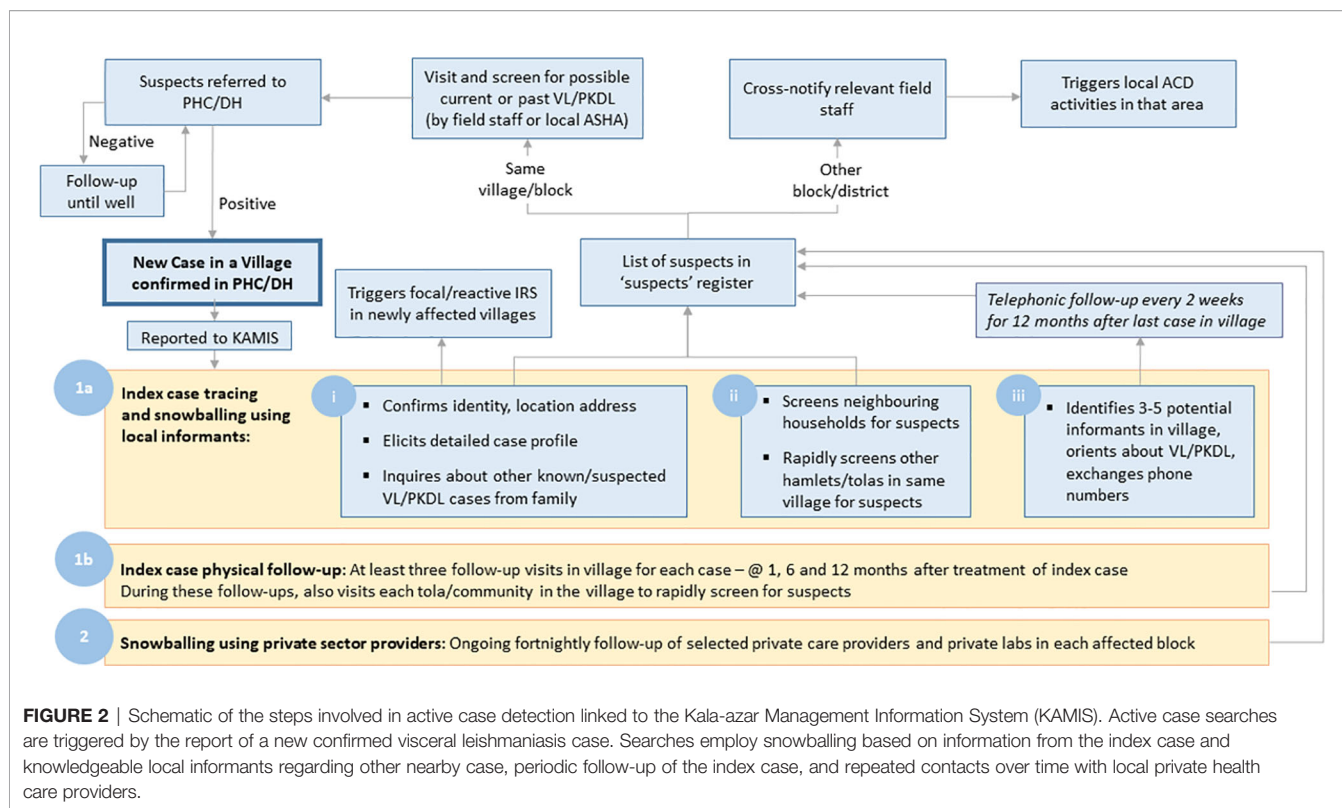 Suspects referred to
PHC/DH
Visit and screen for possible
current or past VL/PKDL
(by field staff or local ASHA)
Cross-notify relevant field
staff
Triggers local ACD
activities in that area
Negative
Follow-up
until well
Positive
Same
village/block
Other
block/district
New Case in a Village
confirmed in PHC/DH
Triggers focal/reactive IRS
in newly affected villages
List of suspects in
‘suspects’ register
Telephonic follow-up every 2 weeks
for 12 months after last case in village
Reported to KAMIS
1a
Index case tracing
and snowballing using
local informants:
i
▪ Confirms identity, location address
▪ Elicits detailed case profile
▪ Inquires about other known/suspected
VL/PKDL cases from family
ii
▪ Screens neighbouring
households for suspects
▪ Rapidly screens other
hamlets/tolas in same
village for suspects
iii
▪ Identifies 3-5 potential
informants in village,
orients about VL/PKDL,
exchanges phone
numbers
1b
Index case physical follow-up: At least three follow-up visits in village for each case – @ 1, 6 and 12 months after treatment of index case
During these follow-ups, also visits each tola/community in the village to rapidly screen for suspects
2
Snowballing using private sector providers: Ongoing fortnightly follow-up of selected private care providers and private labs in each affected block
FIGURE 2 | Schematic of the steps involved in active case detection linked to the Kala-azar Management Information System (KAMIS). Active case searches
are triggered by the report of a new confirmed visceral leishmaniasis case. Searches employ snowballing based on information from the index case and
knowledgeable local informants regarding other nearby case, periodic follow-up of the index case, and repeated contacts over time with local private health
care providers.